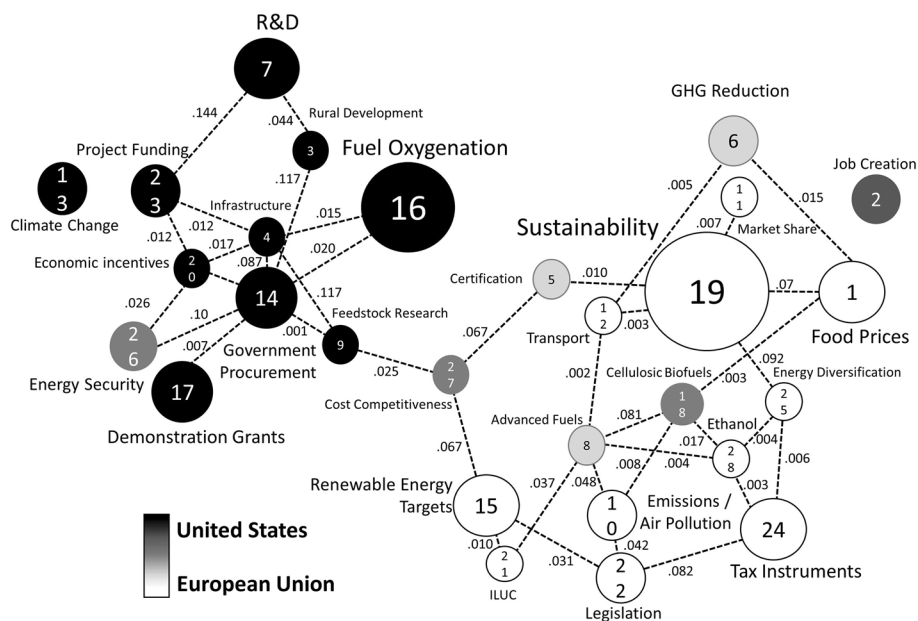 R&D
7
.144
.044
Rural Development
3
GHG Reduction
6
Project Funding
2
3
Fuel Oxygenation
16
Job Creation
2
1
3
Climate Change
.117
.005
.015
1
1
Infrastructure
4
.015
.012
.012
.017
.020
Sustainability
.007
Market Share
Economic incentives
2
0
.087
14
Certification
5
.010
19
.07
1
.026
.10
.117
.001
Feedstock Research
9
1
2
.003
Transport
Food Prices
2
6
.007
Government
Procurement
.067
.092
Energy Security
17
.025
2
7
.002
Cellulosic Biofuels
.003
Energy Diversification
Demonstration Grants
Cost Competitiveness
1
8
2
5
Advanced Fuels
8
.081
Ethanol
.017
.004
2
8
.067
.037
.048
.008
.004
.006
.003
Renewable Energy
Targets
15
1
0
Emissions /
Air Pollution
24
United States
.010
.031
.042
.082
Tax Instruments
2
1
ILUC
2
2
European Union
Legislation